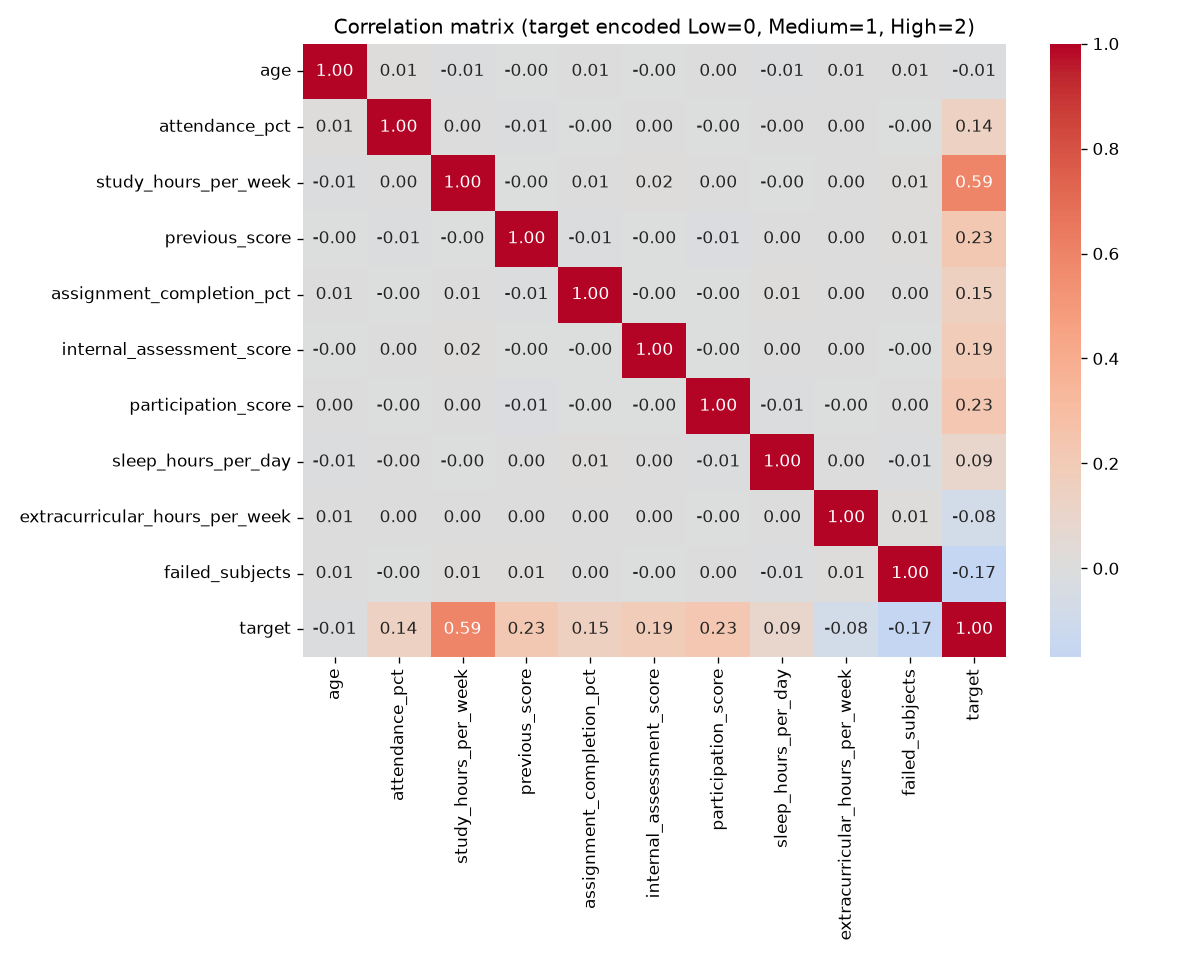 Correlation matrix (target encoded Low=0, Medium=1, High=2)
age 1.00 0.01 -0.01 -0.00 0.01 -0.00 0.00 -0.01 0.01 0.01 -0.01
attendance_pct 0.01 1.00 0.00 -0.01 -0.00 0.00 -0.00 -0.00 0.00 -0.00 0.14
study_hours_per_week -0.01 0.00 1.00 -0.00 0.01 0.02 0.00 -0.00 0.00 0.01 0.59
previous_score -0.00 -0.01 -0.00 1.00 -0.01 -0.00 -0.01 0.00 0.00 0.01 0.23
assignment_completion_pct 0.01 -0.00 0.01 -0.01 1.00 -0.00 -0.00 0.01 0.00 0.00 0.15
internal_assessment_score -0.00 0.00 0.02 -0.00 -0.00 1.00 -0.00 0.00 0.00 -0.00 0.19
participation_score 0.00 -0.00 0.00 -0.01 -0.00 -0.00 1.00 -0.01 -0.00 0.00 0.23
sleep_hours_per_day -0.01 -0.00 -0.00 0.00 0.01 0.00 -0.01 1.00 0.00 -0.01 0.09
extracurricular_hours_per_week 0.01 0.00 0.00 0.00 0.00 0.00 -0.00 0.00 1.00 0.01 -0.08
failed_subjects 0.01 -0.00 0.01 0.01 0.00 -0.00 0.00 -0.01 0.01 1.00 -0.17
target -0.01 0.14 0.59 0.23 0.15 0.19 0.23 0.09 -0.08 -0.17 1.00
age
attendance_pct
study_hours_per_week
previous_score
assignment_completion_pct
internal_assessment_score
participation_score
sleep_hours_per_day
extracurricular_hours_per_week
failed_subjects
target
1.0
0.8
0.6
0.4
0.2
0.0